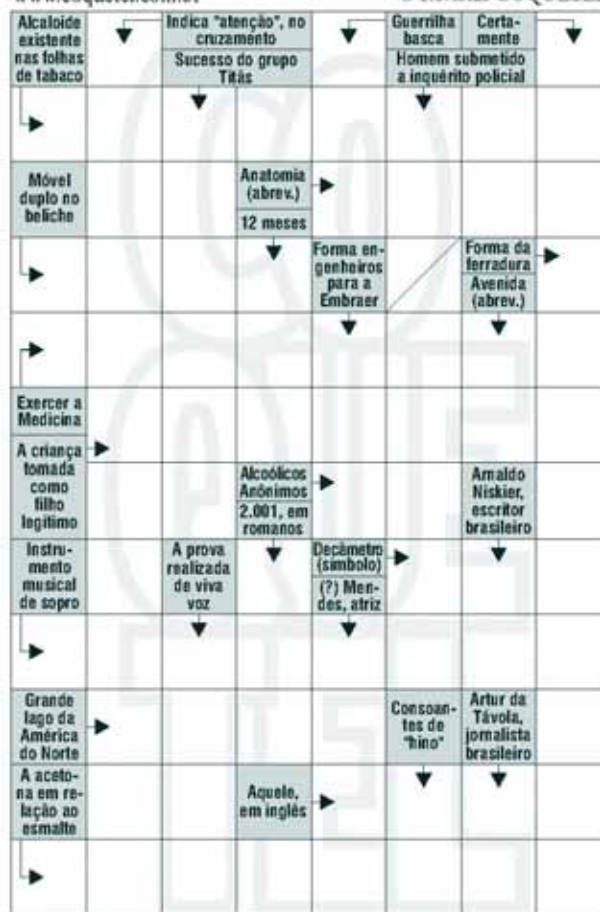 Alcaloide
existente
nas folhas
de tabaco
Indica "atenção", no
cruzamento
Sucesso do grupo
Titãs
Guerrilha
basca
Certa-
mente
Homem submetido
a inquérito policial
Móvel
duplo no
beliche
Anatomia
(abrev.)
12 meses
Forma en-
genheiros
para a
Embraer
Forma da
ferradura
Avenida
(abrev.)
Exercer a
Medicina
A criança
tomada
como
filho
legítimo
Alcoólicos
Anônimos
2.001, em
romanos
Arnaldo
Niskier,
escritor
brasileiro
Instru-
mento
musical
de sopro
A prova
realizada
de viva
voz
Decâmetro
(símbolo)
(?) Men-
des, atriz
Grande
lago da
América
do Norte
Consoan-
tes de
"hino"
Artur da
Távola,
jornalista
brasileiro
A aceto-
na em re-
lação ao
esmalte
Aquele,
em inglês